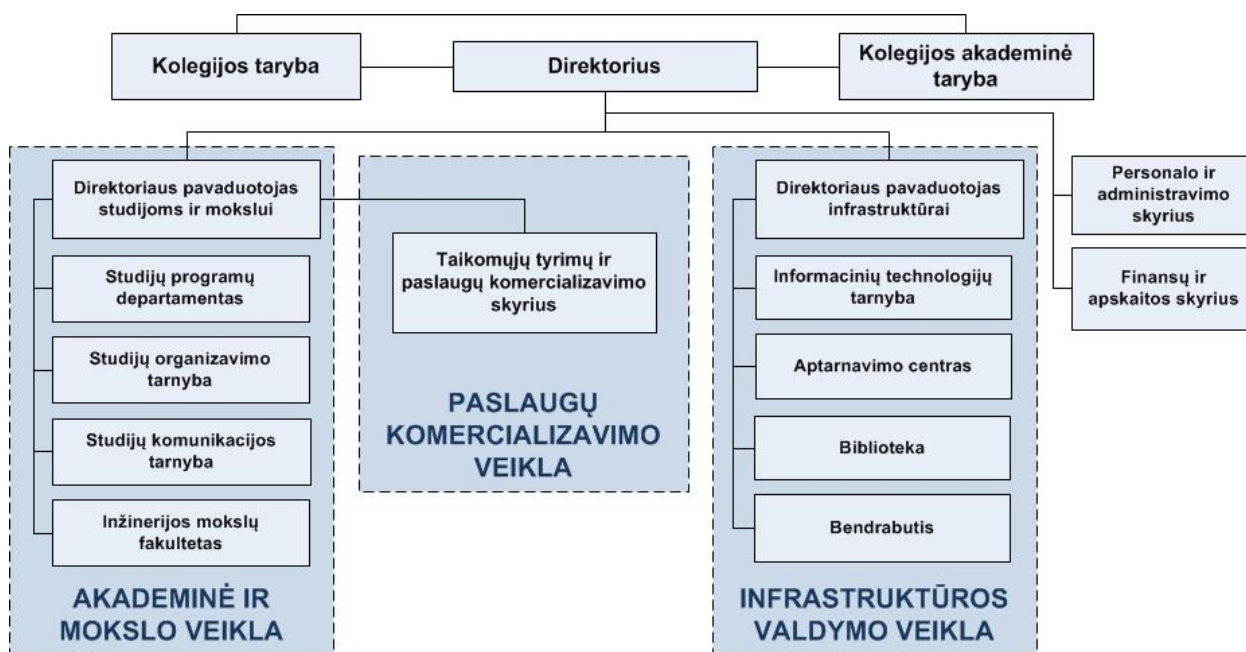 Kolegijos taryba
Direktorius
Kolegijos akademinė
taryba
Direktoriaus pavaduotojas
studijoms ir mokslui
Studijų programų
departamentas
Studijų organizavimo
tarnyba
Studijų komunikacijos
tarnyba
Inžinerijos mokslų
fakultetas
AKADEMINĖ IR
MOKSLO VEIKLA
Taikomųjų tyrimų ir
paslaugų komercializavimo
skyrius
PASLAUGŲ
KOMERCIALIZAVIMO
VEIKLA
Direktoriaus pavaduotojas
infrastruktūrai
Informacinių technologijų
tarnyba
Aptarnavimo centras
Biblioteka
Bendrabutis
INFRASTRUKTŪROS
VALDYMO VEIKLA
Personalo ir
administravimo
skyrius
Finansų ir
apskaitos skyrius